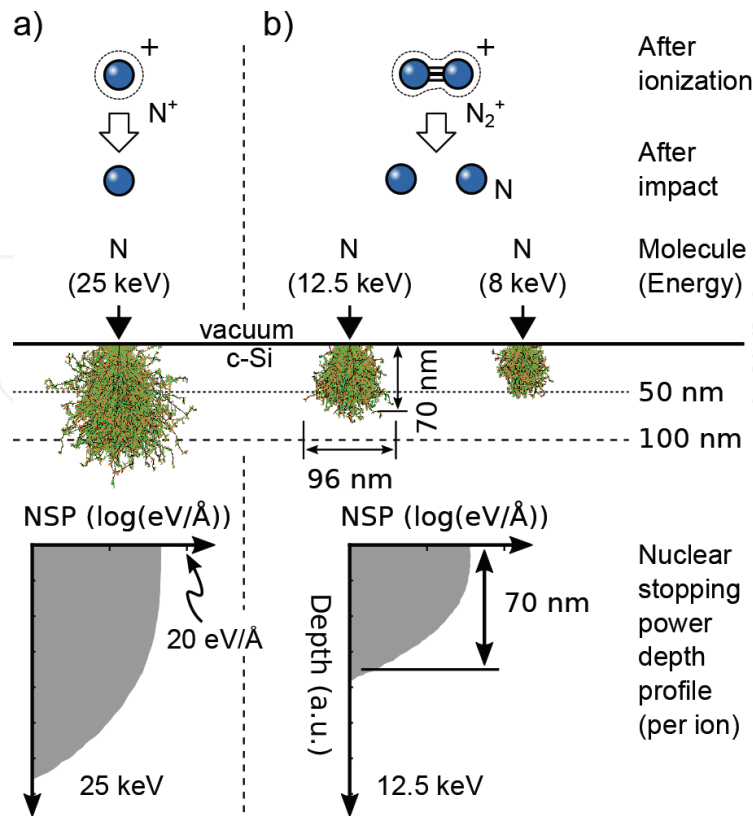 a)
b)
After
ionization
+
N⁺
+
N₂⁺
After
impact
N
N
(25 keV)
N
(12.5 keV)
N
(8 keV)
Molecule
(Energy)
vacuum
c-Si
70 nm
50 nm
100 nm
96 nm
NSP (log(eV/Å))
20 eV/Å
25 keV
NSP (log(eV/Å))
70 nm
Depth (a.u.)
12.5 keV
Nuclear
stopping
power
depth
profile
(per ion)